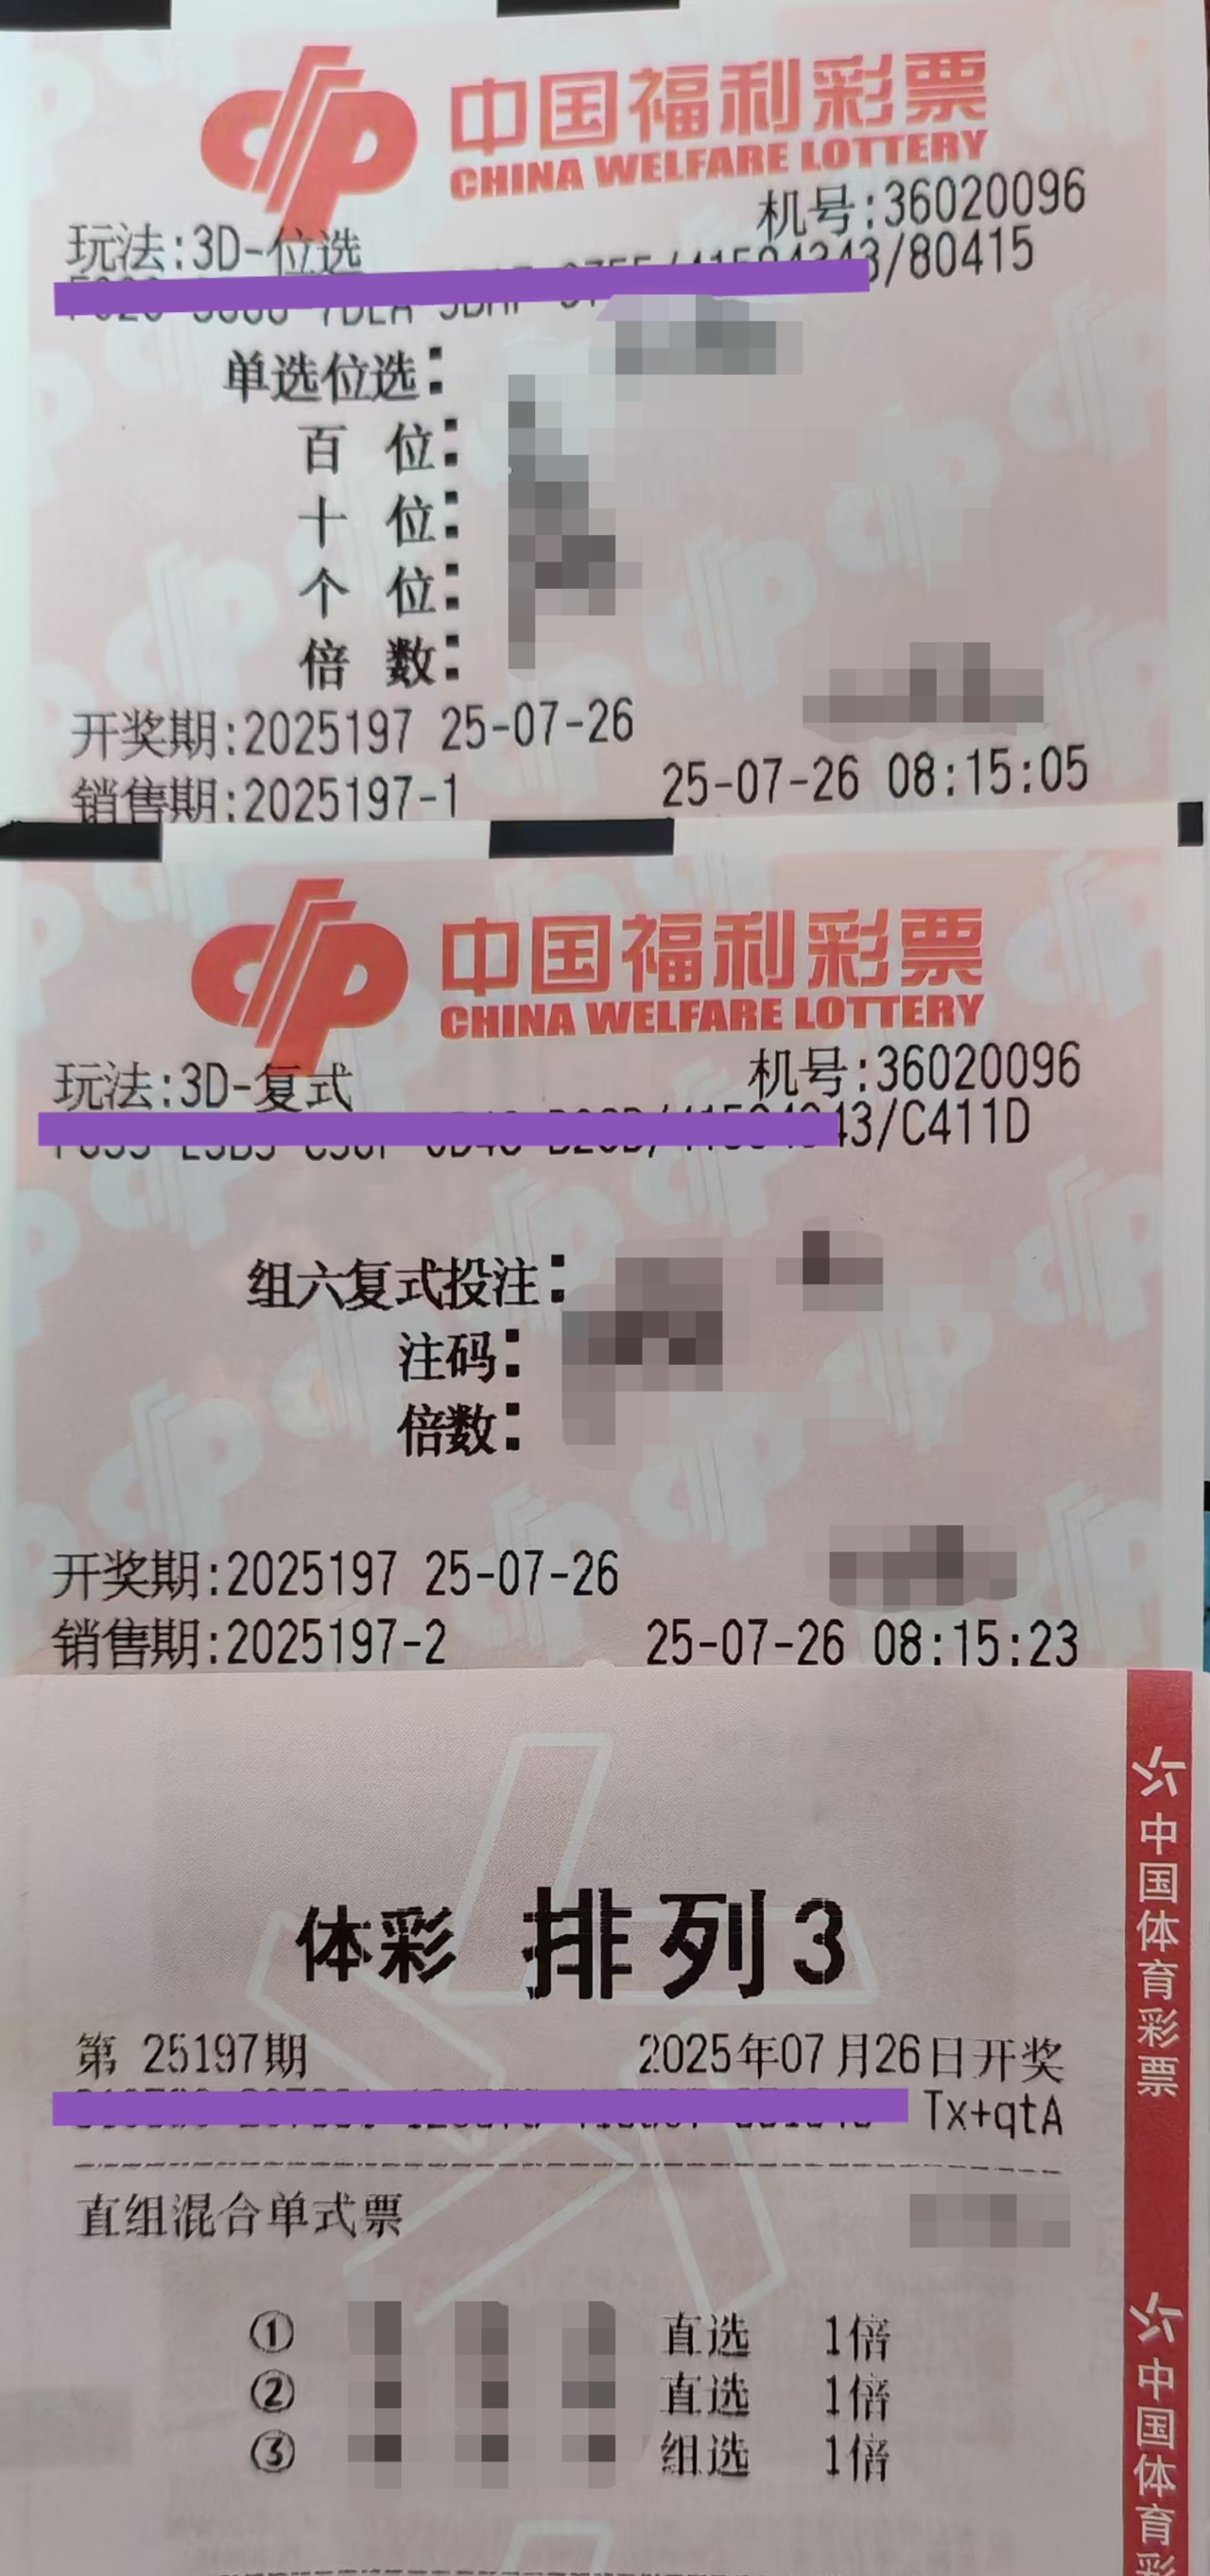 中国福利彩票
CHINA WELFARE LOTTERY
机号:36020096
玩法:3D-位选
3/80415
单选位选:
百 位:
十 位:
个 位:
倍 数:
开奖期:2025197 25-07-26
销售期:2025197-1 25-07-26 08:15:05
中国福利彩票
CHINA WELFARE LOTTERY
玩法:3D-复式 机号:36020096
43/C411D
组六复式投注:
注码:
倍数:
开奖期:2025197 25-07-26
销售期:2025197-2 25-07-26 08:15:23
体彩 排列3
第 25197期 2025年07月26日开奖
Tx+qtA
直组混合单式票
① 直选 1倍
② 直选 1倍
③ 组选 1倍
中国体育彩票
中国体育彩